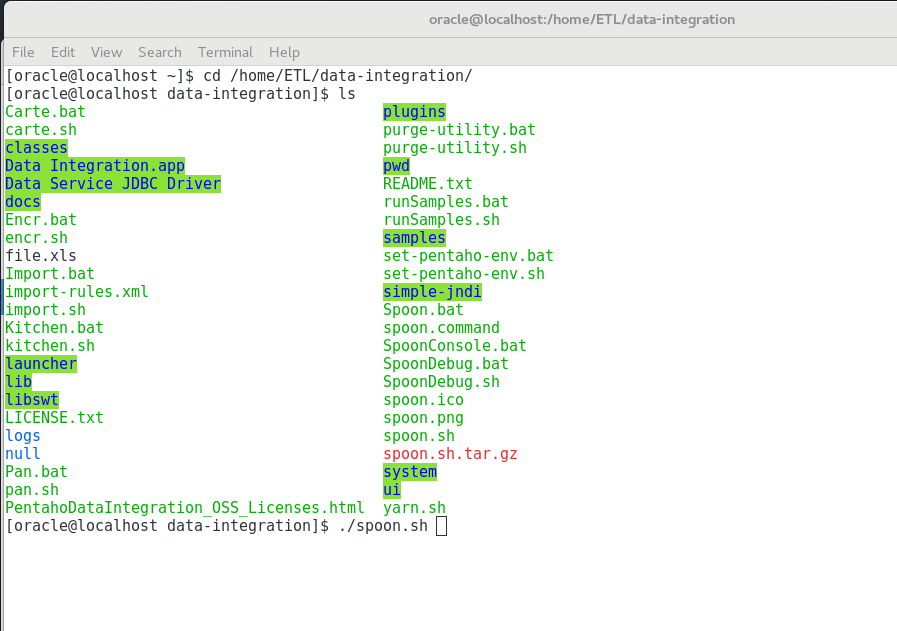 oracle@localhost:/home/ETL/data-integration
File Edit View Search Terminal Help
[oracle@localhost ~]$ cd /home/ETL/data-integration/
[oracle@localhost data-integration]$ ls
Carte.bat plugins
carte.sh purge-utility.bat
classes purge-utility.sh
Data Integration.app pwd
Data Service JDBC Driver README.txt
docs runSamples.bat
Encr.bat runSamples.sh
encr.sh samples
file.xls set-pentaho-env.bat
Import.bat set-pentaho-env.sh
import-rules.xml simple-jndi
import.sh Spoon.bat
Kitchen.bat spoon.command
kitchen.sh SpoonConsole.bat
launcher SpoonDebug.bat
lib SpoonDebug.sh
libswt spoon.ico
LICENSE.txt spoon.png
logs spoon.sh
null spoon.sh.tar.gz
Pan.bat system
pan.sh ui
PentahoDataIntegration_OSS_Licenses.html yarn.sh
[oracle@localhost data-integration]$ ./spoon.sh